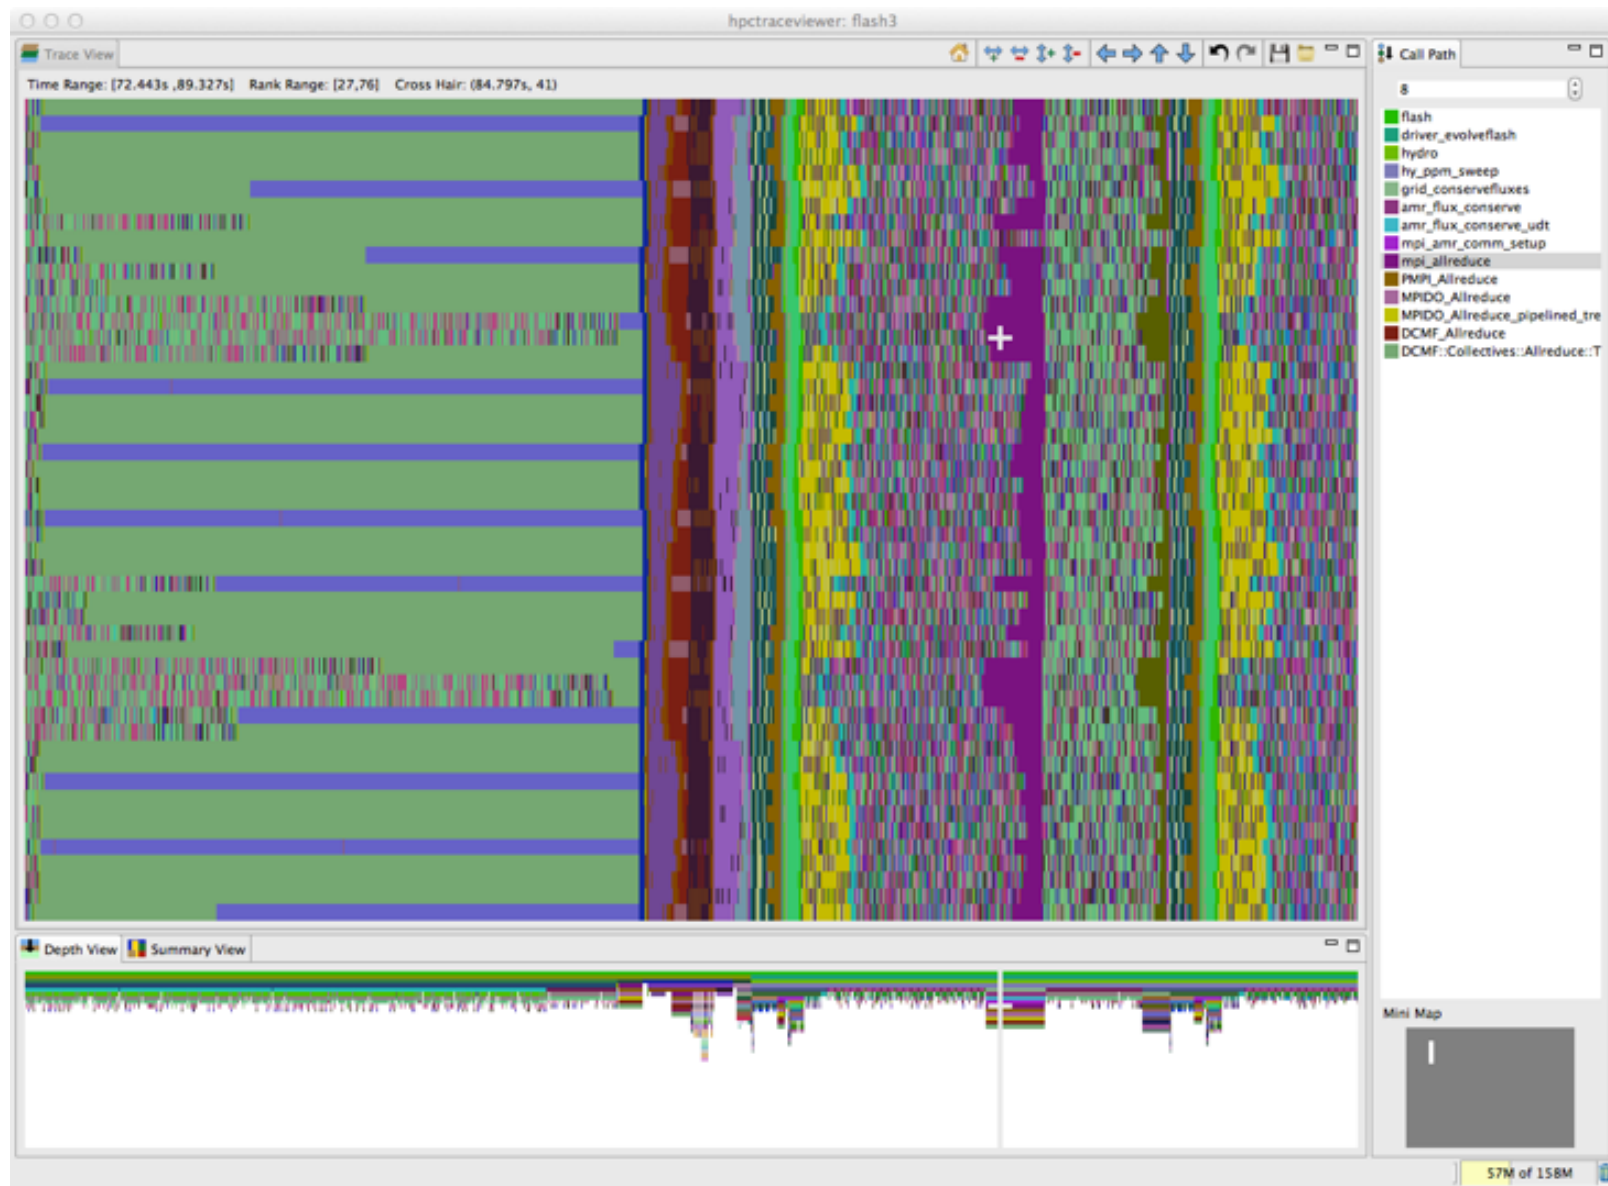 hpctraceviewer: flash3
Trace View
Call Path
Time Range: [72.443s ,89.327s] Rank Range: [27,76] Cross Hair: (84.797s, 41)
8
flash
driver_evolveflash
hydro
hy_ppm_sweep
grid_conservefluxes
amr_flux_conserve
amr_flux_conserve_udt
mpi_amr_comm_setup
mpi_allreduce
PMPI_Allreduce
MPIDO_Allreduce
MPIDO_Allreduce_pipelined_tre
DCMF_Allreduce
DCMF::Collectives::Allreduce::T
Depth View Summary View
Mini Map
57M of 158M